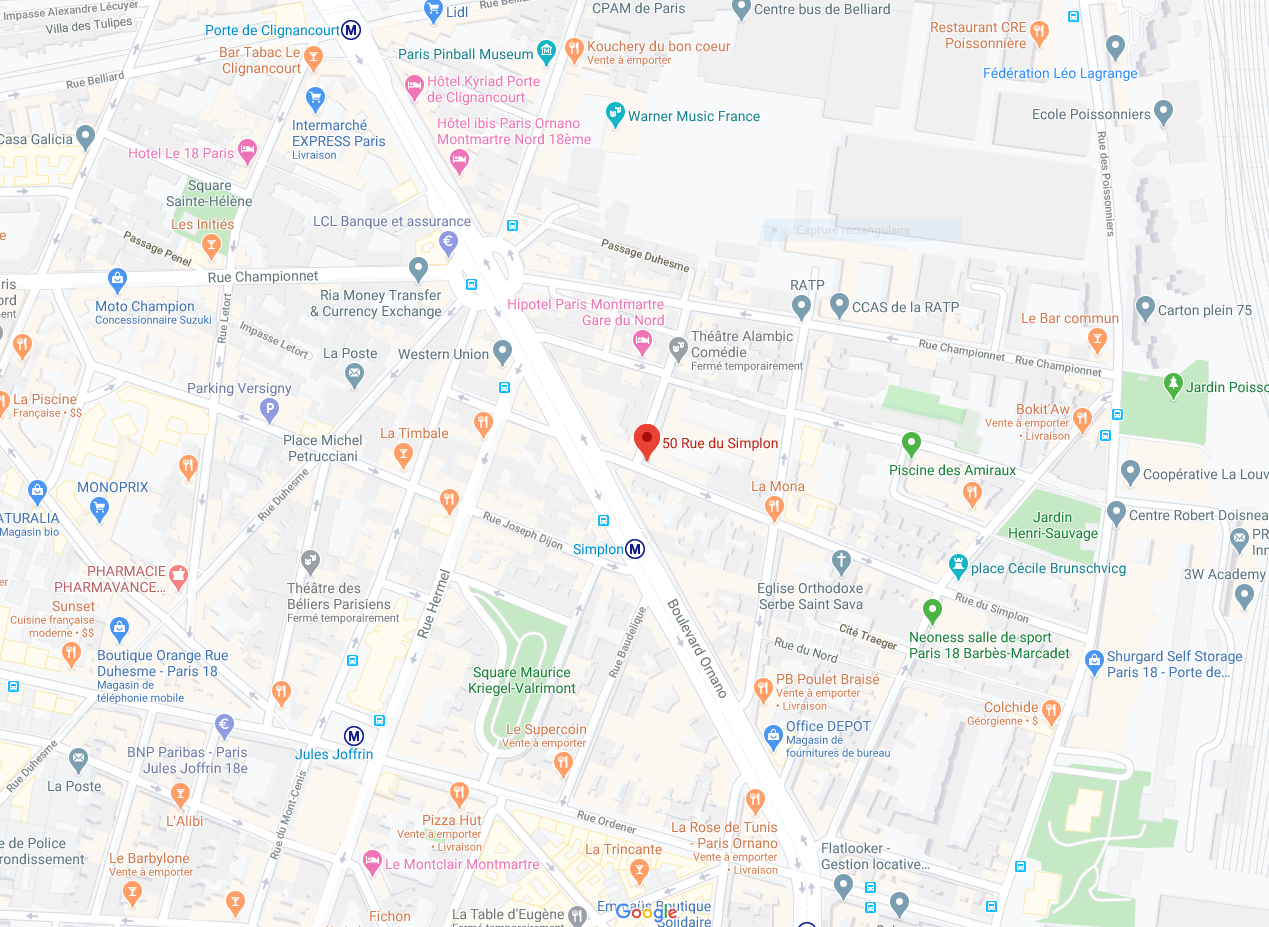 Impasse Alexandre Lécuyer
Villa des Tulipes
Porte de Clignancourt
M
Lidl
Rue Belliard
CPAM de Paris
Centre bus de Belliard
Restaurant CRE
Poissonnière
Bar Tabac Le
Clignancourt
Paris Pinball Museum
Kouchery du bon coeur
Vente à emporter
Fédération Léo Lagrange
Rue Belliard
Hôtel Kyriad Porte
de Clignancourt
Intermarché
EXPRESS Paris
Livraison
Hôtel ibis Paris Ornano
Montmartre Nord 18ème
Warner Music France
Ecole Poissonniers
Casa Galicia
Hotel Le 18 Paris
Rue des Poissonniers
Square
Sainte-Hélène
Les Initiés
LCL Banque et assurance
€
Capture rectangulaire
Passage Penel
Passage Duhesme
Rue Championnet
Ria Money Transfer
& Currency Exchange
RATP
CCAS de la RATP
Moto Champion
Concessionnaire Suzuki
Rue Letort
Impasse Letort
Hipotel Paris Montmartre
Gare du Nord
Théâtre Alambic
Comédie
Fermé temporairement
Carton plein 75
Le Bar commun
La Poste
Western Union
Rue Championnet
Rue Championnet
Parking Versigny
P
La Piscine
Française • $$
Jardin Poisso
Bokit'Aw
Vente à emporter
• Livraison
La Timbale
Place Michel
Petrucciani
50 Rue du Simplon
Piscine des Amiraux
Coopérative La Louv
MONOPRIX
La Mona
Rue Duhesme
ATURALIA
Magasin bio
Rue Joseph Dijon
Jardin
Henri-Sauvage
Centre Robert Doisnea
Simplon
M
PR
Inn
PHARMACIE
PHARMAVANCE...
Théâtre des
Béliers Parisiens
Fermé temporairement
Rue Hermel
place Cécile Brunschvicg
3W Academy
Eglise Orthodoxe
Serbe Saint Sava
Rue du Simplon
Sunset
Cuisine française
moderne • $$
Boulevard Ornano
Rue Baudelique
Cité Traeger
Rue du Nord
Neoness salle de sport
Paris 18 Barbès-Marcadet
Boutique Orange Rue
Duhesme - Paris 18
Magasin de
téléphonie mobile
Square Maurice
Kriegel-Valrimont
Shurgard Self Storage
Paris 18 - Porte de...
PB Poulet Braisé
Vente à emporter
• Livraison
Colchide
Géorgienne • $
Le Supercoin
Vente à emporter
Office DEPOT
Magasin de
fournitures de bureau
€
M
Jules Joffrin
BNP Paribas - Paris
Jules Joffrin 18e
Rue Duhesme
La Poste
Rue du Mont-Cenis
L'Alibi
Pizza Hut
Vente à emporter
• Livraison
Rue Ordener
La Rose de Tunis
- Paris Ornano
Vente à emporter
• Livraison
e de Police
rondissement
Le Barbylone
Vente à emporter
Le Montclair Montmartre
La Trincante
Flatlooker -
Gestion locative...
Fichon
La Table d'Eugène
Fermé temporairement
Emmaüs Boutique
Solidaire
Google